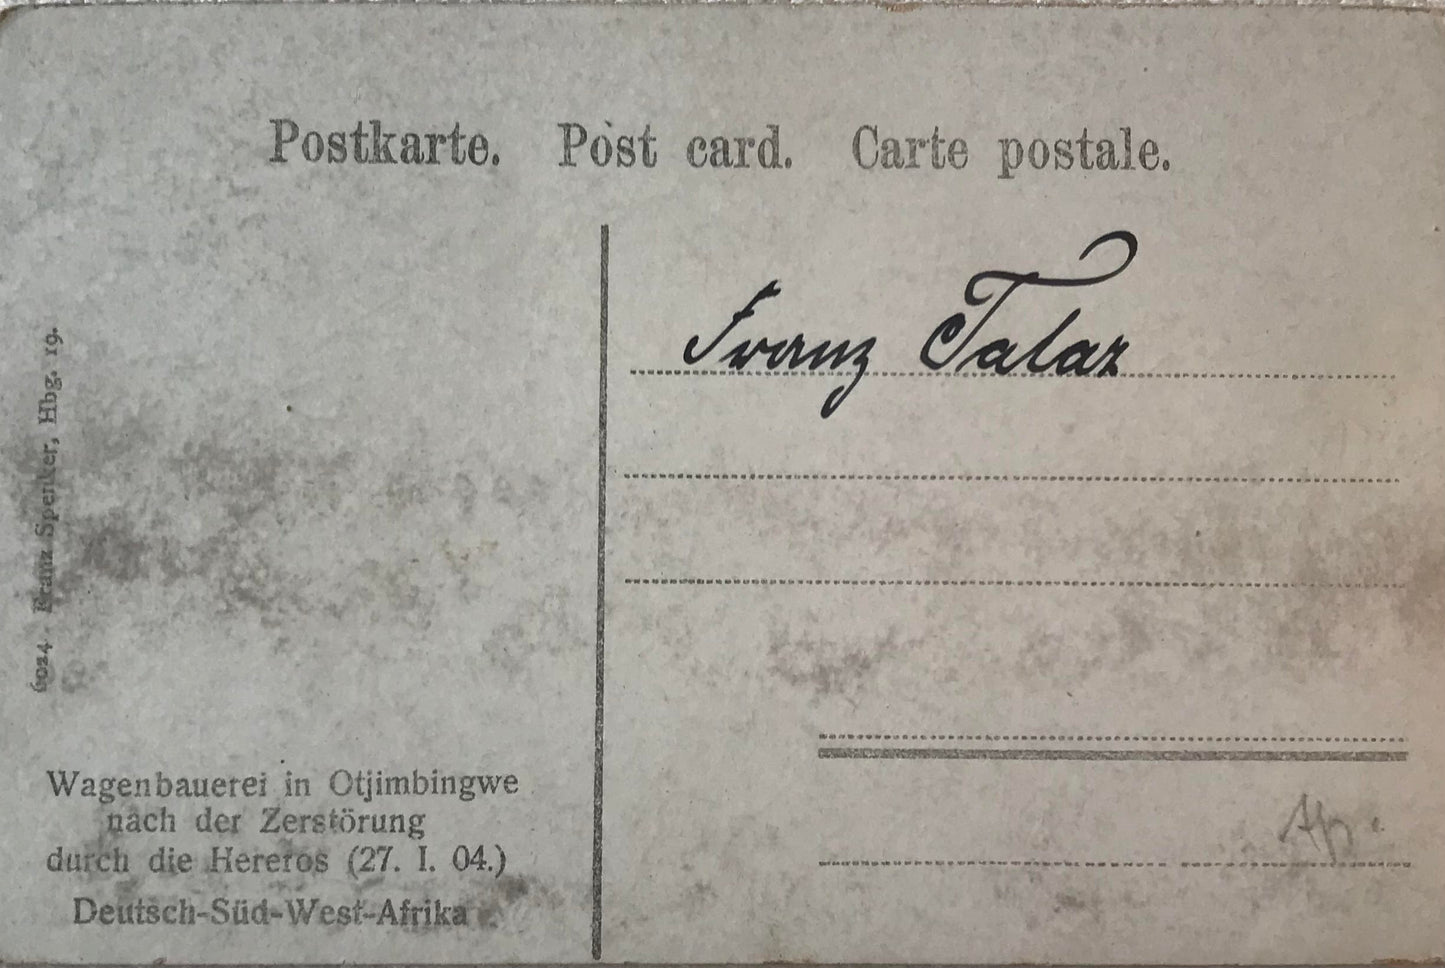 Postkarte. Post card. Carte postale.
6024 Franz Spenker, Hbg. 19.
Wagenbauerei in Otjimbingwe
nach der Zerstörung
durch die Hereros (27. I. 04.)
Deutsch-Süd-West-Afrika
Franz Talaz